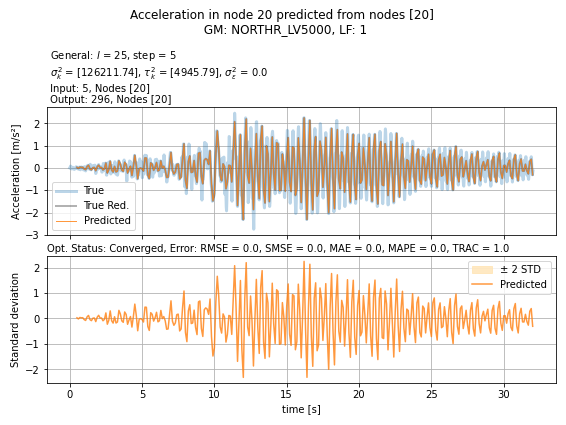 Acceleration in node 20 predicted from nodes [20]
GM: NORTHR_LV5000, LF: 1
General: l = 25, step = 5
σ²ₖ = [126211.74], τ²ₖ = [4945.79], σ²ε = 0.0
Input: 5, Nodes [20]
Output: 296, Nodes [20]
Acceleration [m/s²]
2
1
0
−1
−2
−3
True
True Red.
Predicted
Opt. Status: Converged, Error: RMSE = 0.0, SMSE = 0.0, MAE = 0.0, MAPE = 0.0, TRAC = 1.0
Standard deviation
2
1
0
−1
−2
± 2 STD
Predicted
0 5 10 15 20 25 30
time [s]